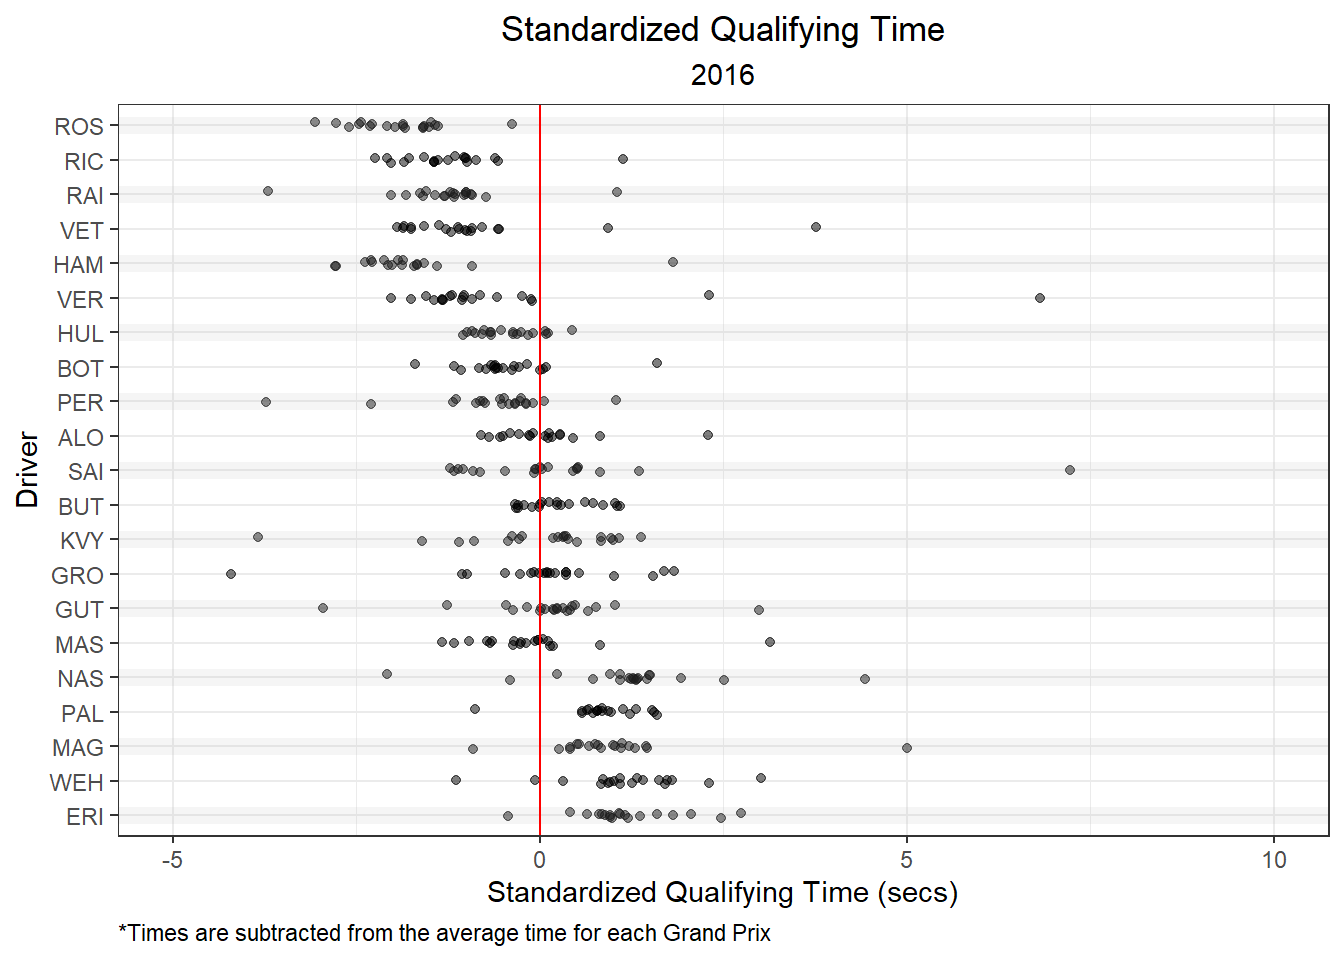 Standardized Qualifying Time
2016
Driver
ROS
RIC
RAI
VET
HAM
VER
HUL
BOT
PER
ALO
SAI
BUT
KVY
GRO
GUT
MAS
NAS
PAL
MAG
WEH
ERI
-5 0 5 10
Standardized Qualifying Time (secs)
*Times are subtracted from the average time for each Grand Prix